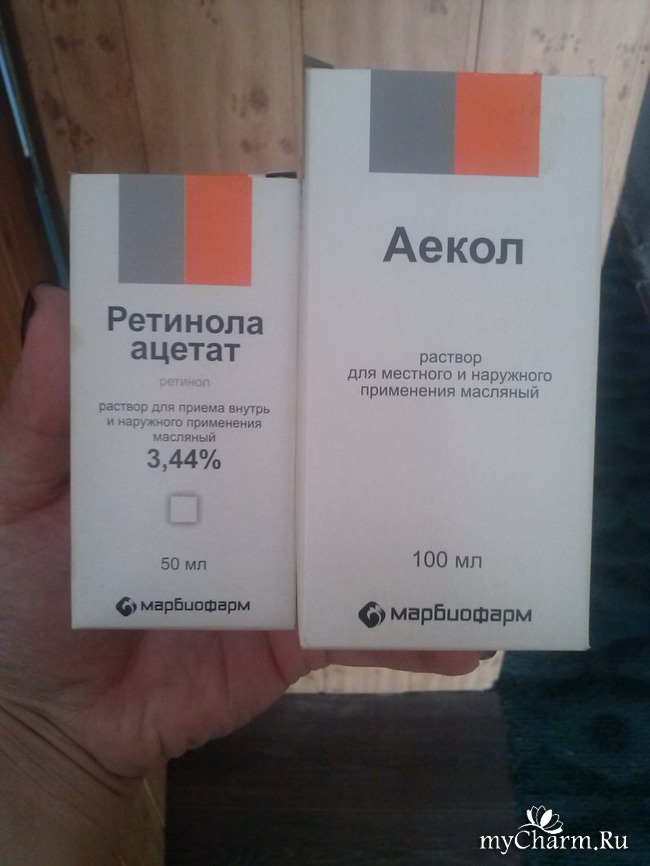 Ретинола
ацетат
ретинол
раствор для приема внутрь
и наружного применения
масляный
3,44%
50 мл
марбиофарм
Аекол
раствор
для местного и наружного
применения масляный
100 мл
марбиофарм
myCharm.Ru